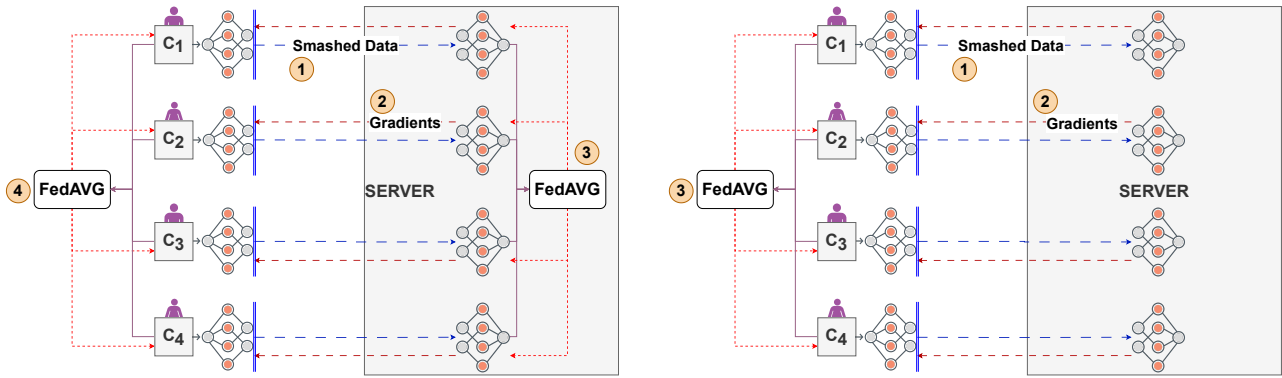 C1
Smashed Data
1
2
Gradients
C2
3
4
FedAVG
SERVER
FedAVG
C3
C4
C1
Smashed Data
1
2
Gradients
C2
3
FedAVG
SERVER
C3
C4